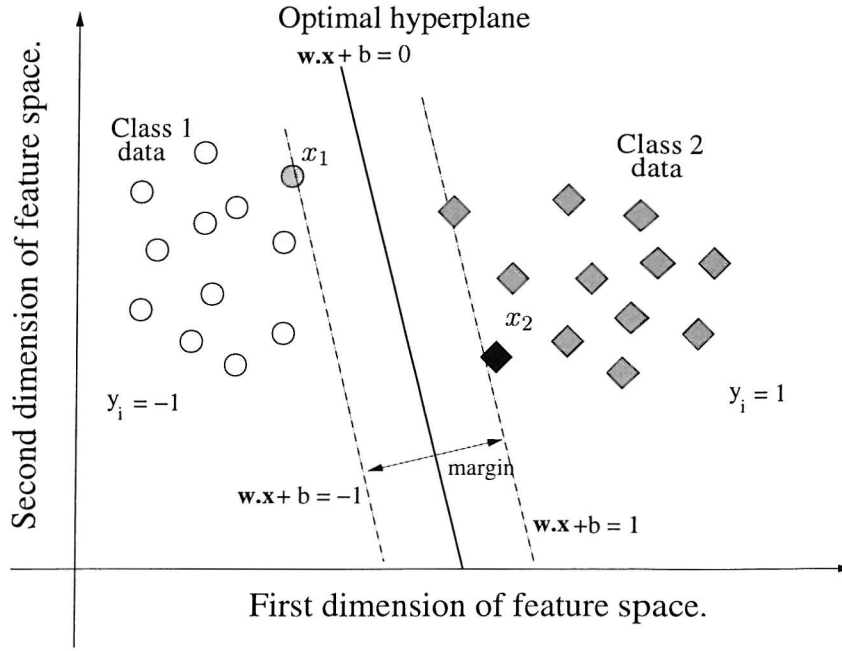 Optimal hyperplane
w.x + b = 0
Second dimension of feature space.
Class 1
data
x₁
Class 2
data
x₂
yᵢ = −1
yᵢ = 1
margin
w.x + b = −1
w.x+b = 1
First dimension of feature space.